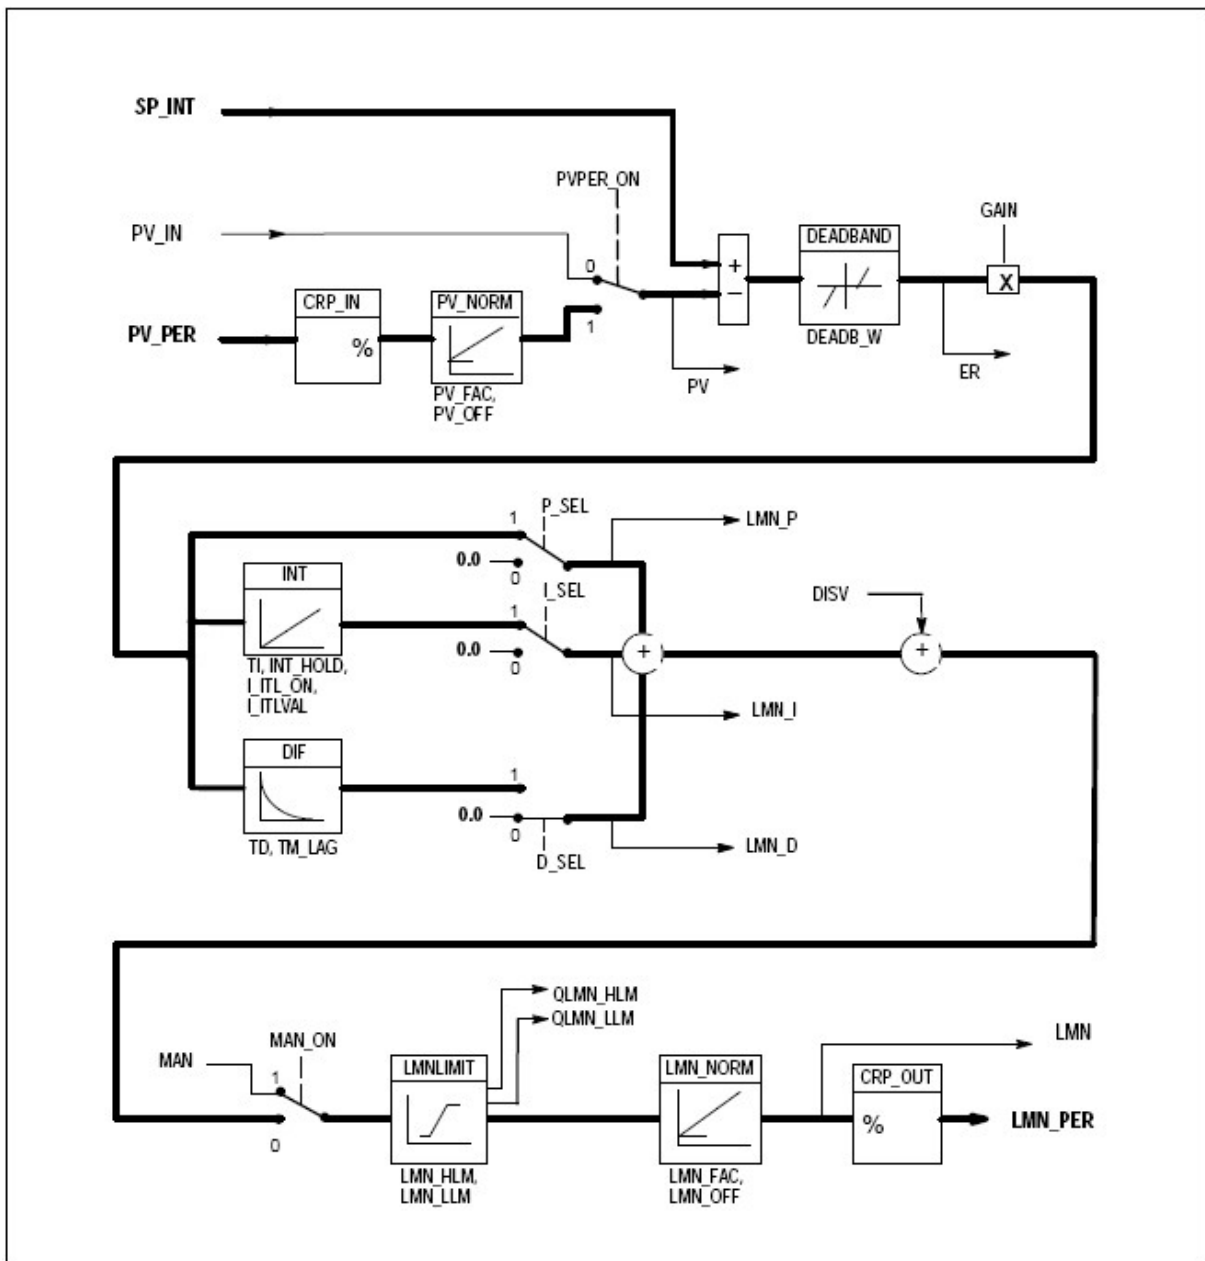 SP_INT
PVPER_ON
GAIN
PV_IN
DEADBAND
0
+
CRP_IN
PV_NORM
−
X
PV_PER
1
%
DEADB_W
PV
ER
PV_FAC,
PV_OFF
P_SEL
1
LMN_P
0.0
INT
0
I_SEL
DISV
1
0.0
+
+
0
TI, INT_HOLD,
I_ITL_ON,
I_ITLVAL
LMN_I
DIF
1
0.0
0
TD, TM_LAG
D_SEL
LMN_D
QLMN_HLM
QLMN_LLM
MAN_ON
LMN
MAN
LMNLIMIT
LMN_NORM
1
CRP_OUT
%
LMN_PER
0
LMN_HLM,
LMN_LLM
LMN_FAC,
LMN_OFF